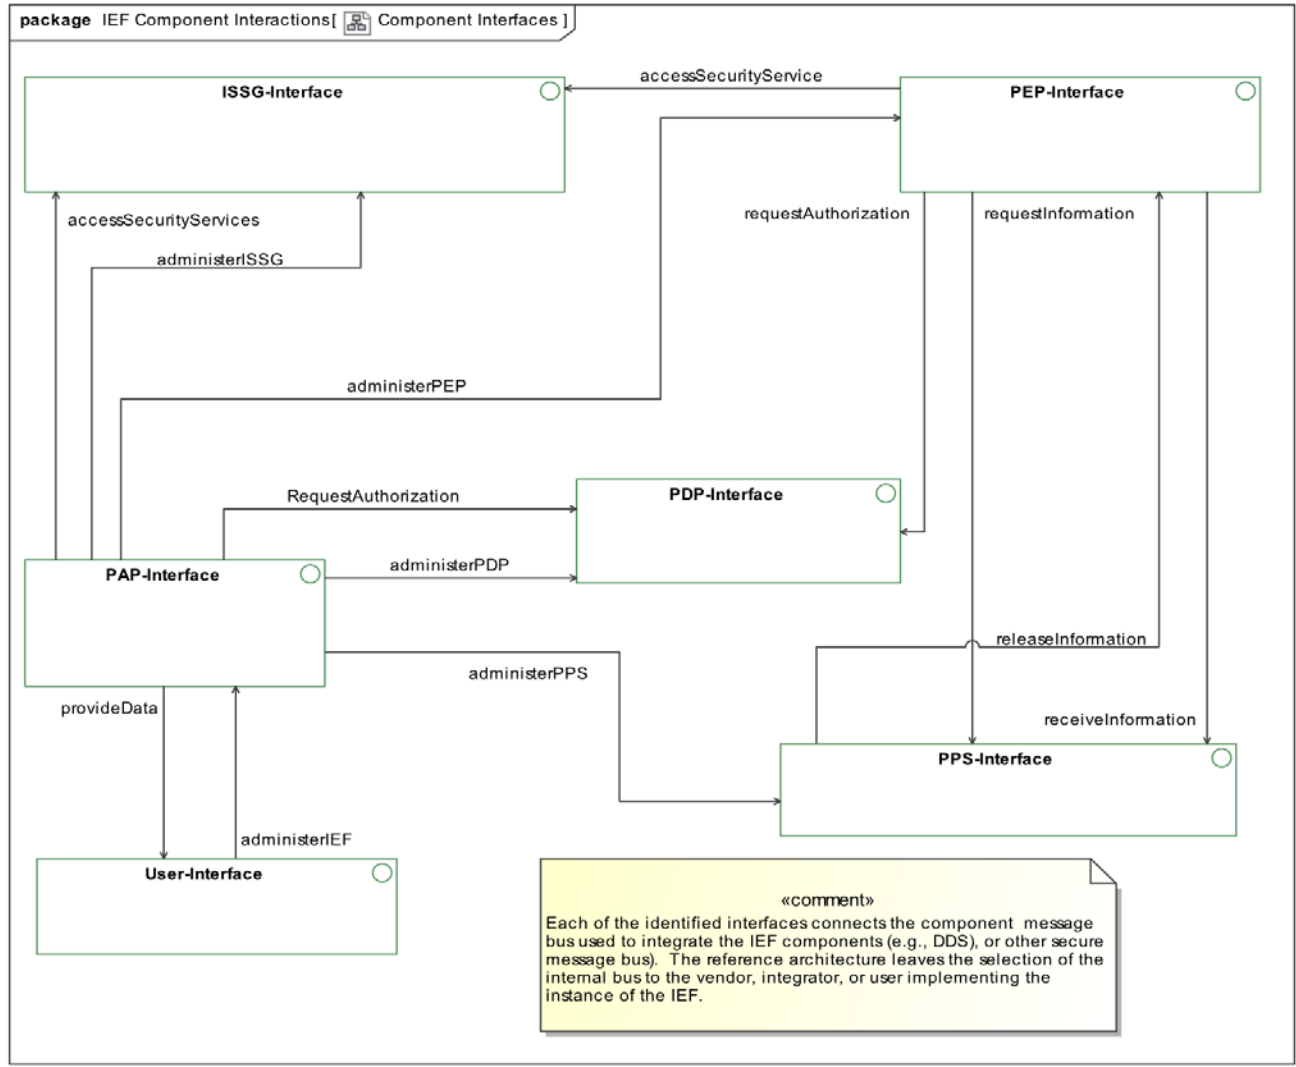 package IEF Component Interactions[ Component Interfaces ]
accessSecurityService
ISSG-Interface
PEP-Interface
accessSecurityServices
requestAuthorization
requestInformation
administerISSG
administerPEP
RequestAuthorization
PDP-Interface
administerPDP
PAP-Interface
releaseInformation
administerPPS
provideData
receiveInformation
PPS-Interface
administerIEF
User-Interface
«comment»
Each of the identified interfaces connects the component message
bus used to integrate the IEF components (e.g., DDS), or other secure
message bus). The reference architecture leaves the selection of the
internal bus to the vendor, integrator, or user implementing the
instance of the IEF.